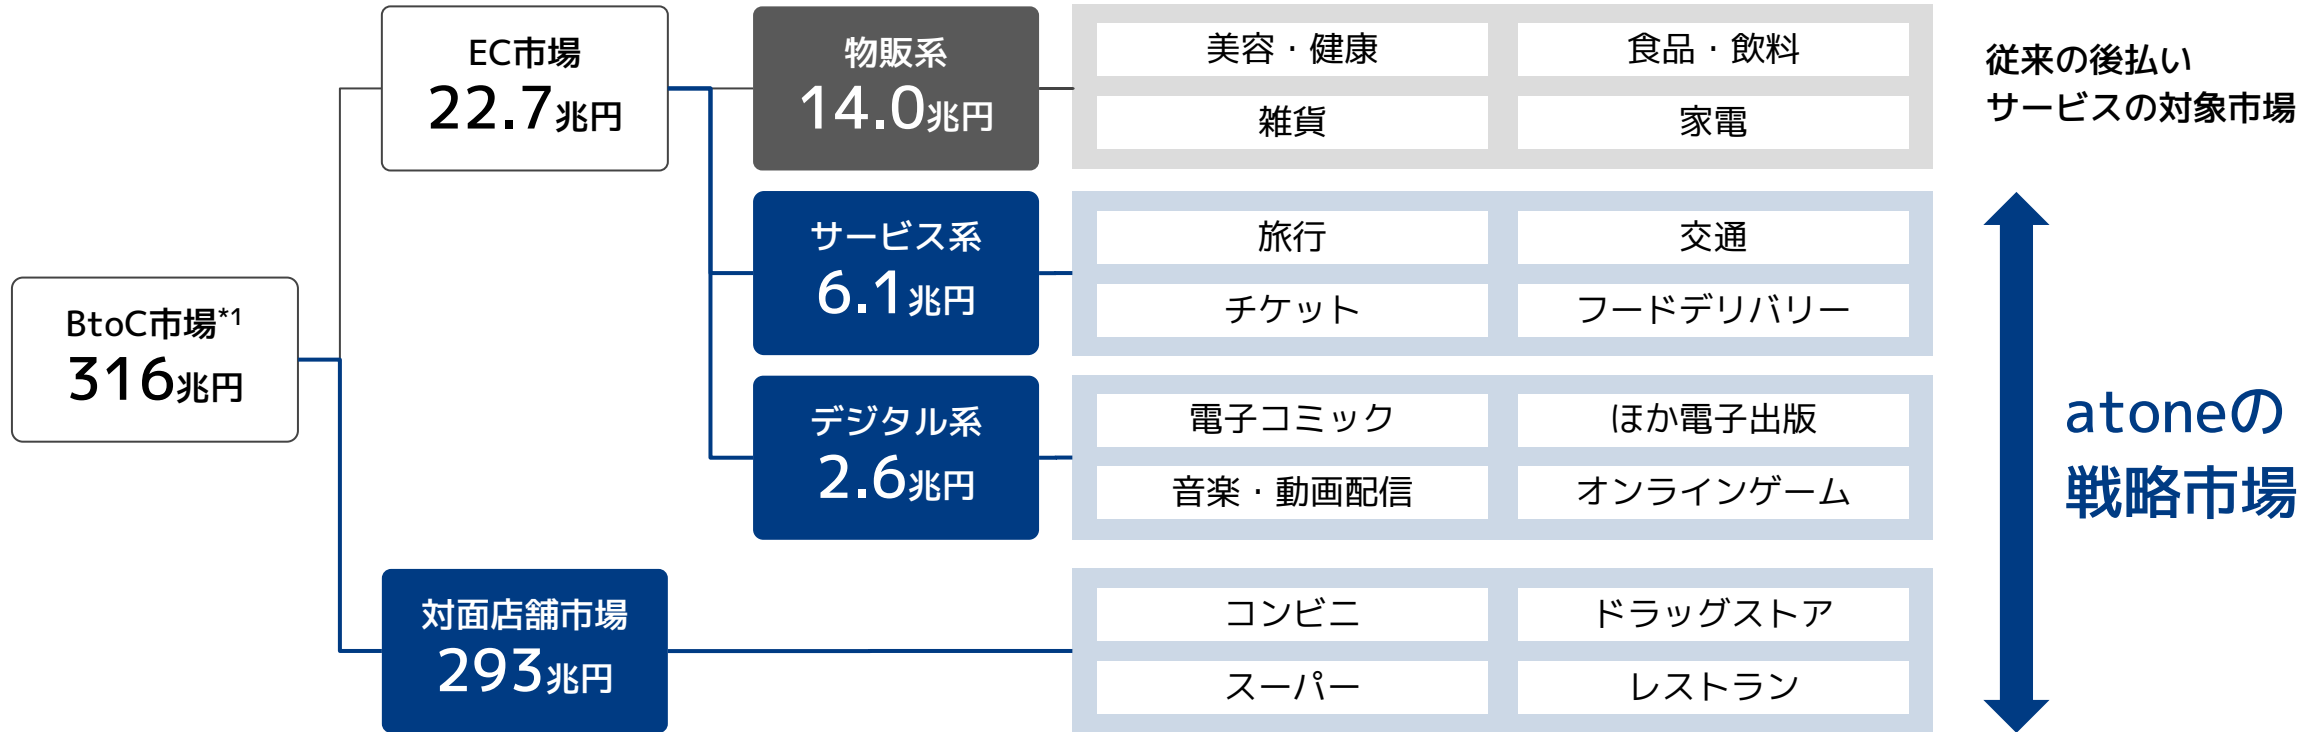 BtoC市場*1
316兆円
EC市場
22.7兆円
対面店舗市場
293兆円
物販系
14.0兆円
サービス系
6.1兆円
デジタル系
2.6兆円
美容・健康
食品・飲料
雑貨
家電
旅行
交通
チケット
フードデリバリー
電子コミック
ほか電子出版
音楽・動画配信
オンラインゲーム
コンビニ
ドラッグストア
スーパー
レストラン
従来の後払い
サービスの対象市場
atoneの
戦略市場